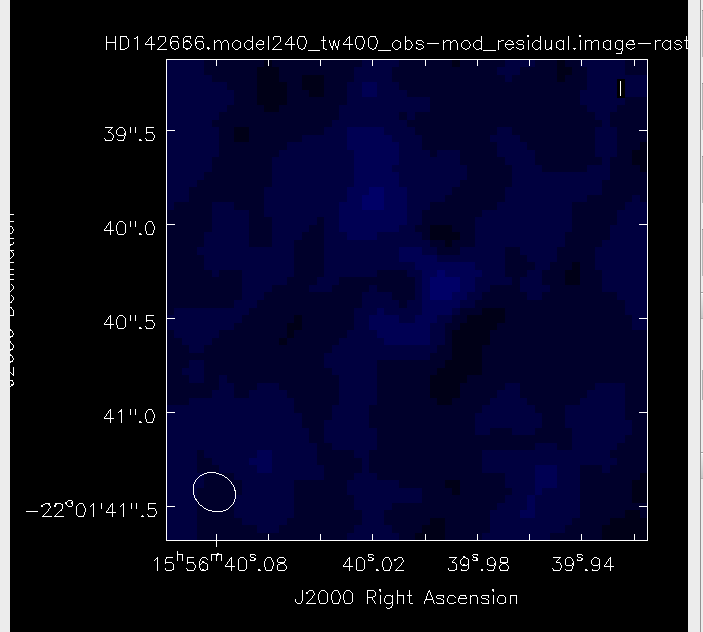 HD142666.model240_tw400_obs-mod_residual.image-rast
39".5
40".0
40".5
41".0
-22°01'41".5
15ʰ56ᵐ40ˢ.08 40ˢ.02 39ˢ.98 39ˢ.94
J2000 Right Ascension